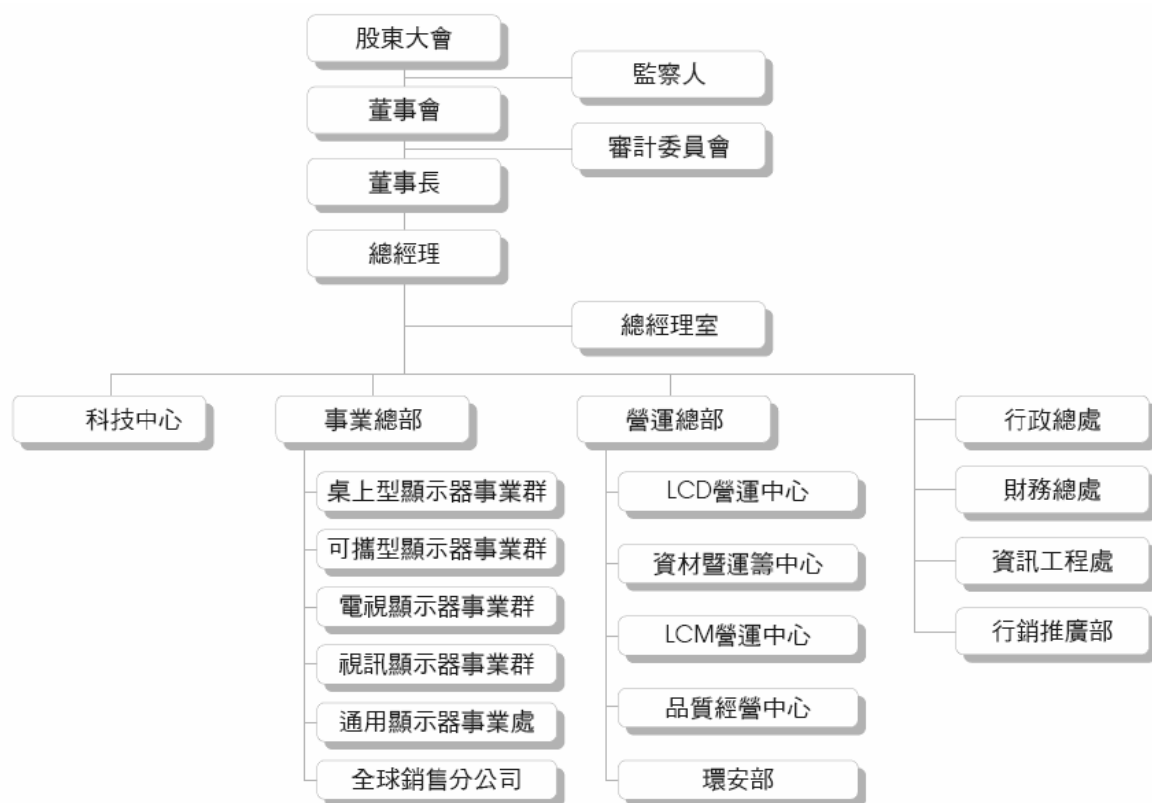 股東大會
監察人
董事會
審計委員會
董事長
總經理
總經理室
科技中心
事業總部
營運總部
行政總處
桌上型顯示器事業群
LCD營運中心
財務總處
可攜型顯示器事業群
資材暨運籌中心
資訊工程處
電視顯示器事業群
LCM營運中心
行銷推廣部
視訊顯示器事業群
通用顯示器事業處
品質經營中心
全球銷售分公司
環安部